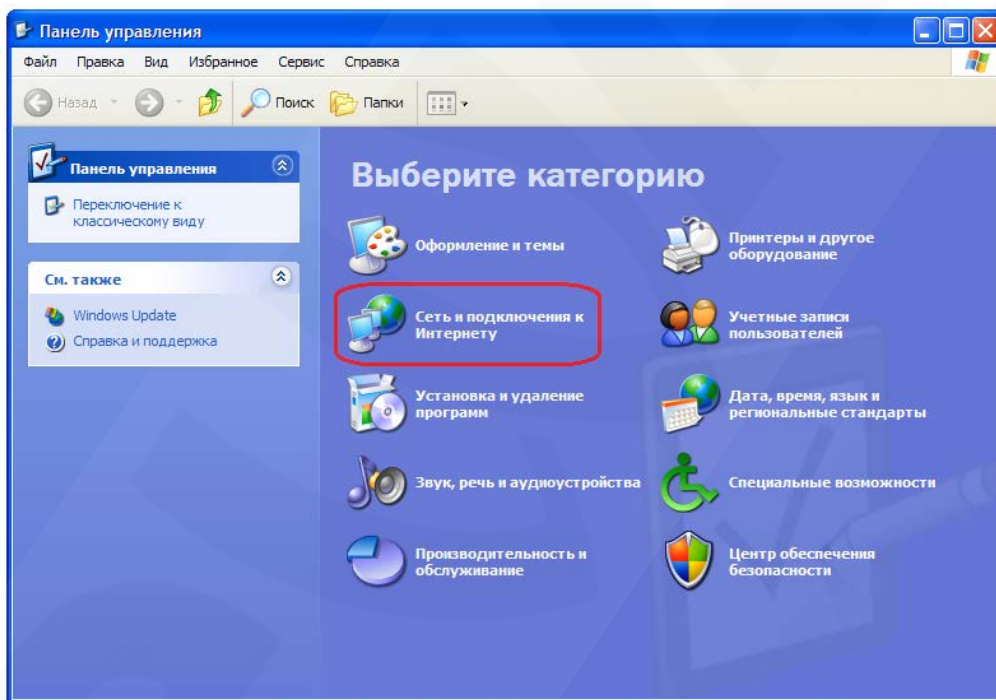 Панель управления
Файл Правка Вид Избранное Сервис Справка
Назад Поиск Папки
Панель управления
Переключение к
классическому виду
См. также
Windows Update
Справка и поддержка
Выберите категорию
Оформление и темы
Принтеры и другое
оборудование
Сеть и подключения к
Интернету
Учетные записи
пользователей
Установка и удаление
программ
Дата, время, язык и
региональные стандарты
Звук, речь и аудиоустройства
Специальные возможности
Производительность и
обслуживание
Центр обеспечения
безопасности